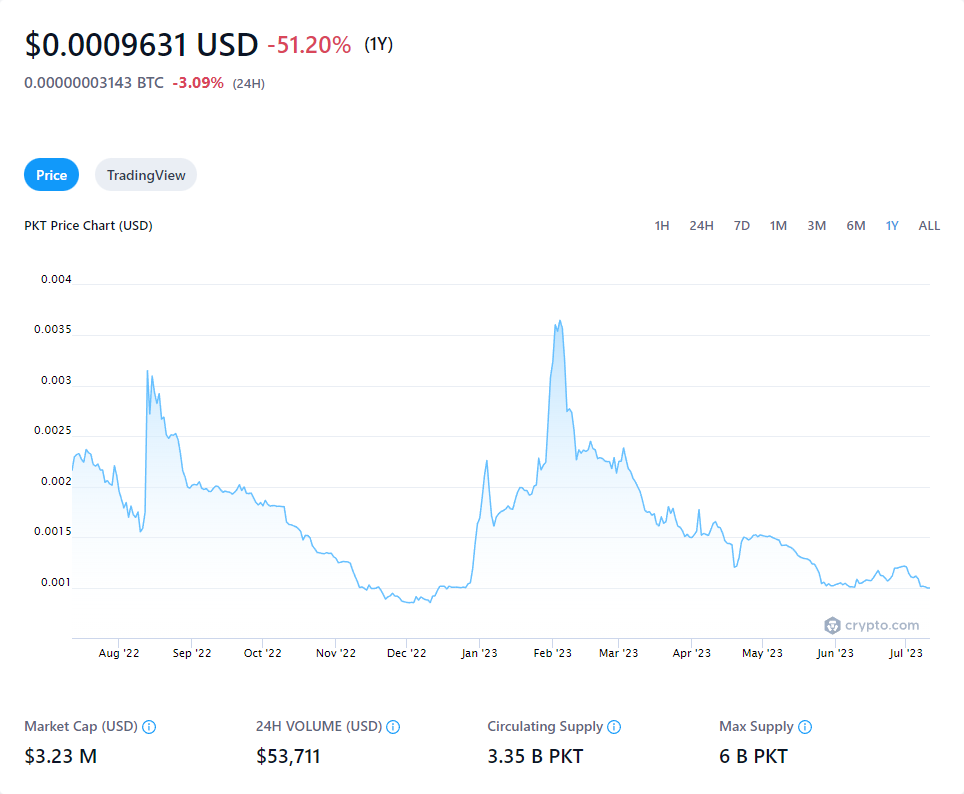 $0.0009631 USD -51.20% (1Y)
0.00000003143 BTC -3.09% (24H)
Price TradingView
PKT Price Chart (USD) 1H 24H 7D 1M 3M 6M 1Y ALL
0.004
0.0035
0.003
0.0025
0.002
0.0015
0.001
crypto.com
Aug '22 Sep '22 Oct '22 Nov '22 Dec '22 Jan '23 Feb '23 Mar '23 Apr '23 May '23 Jun '23 Jul '23
Market Cap (USD) 24H VOLUME (USD) Circulating Supply Max Supply
$3.23 M $53,711 3.35 B PKT 6 B PKT